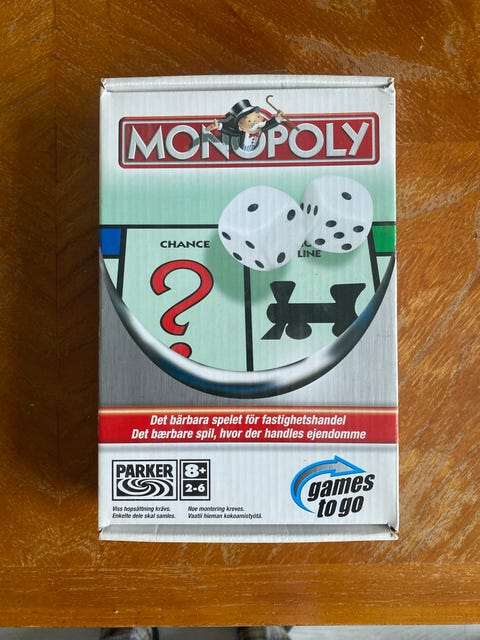 MONOPOLY
CHANCE
LINE
Det bärbara spelet för fastighetshandel
Det bærbare spil, hvor der handles ejendomme
PARKER
8+
2-6
games
to go
Viss hopsättning krävs.
Enkelte dele skal samles.
Noe montering kreves.
Vaatii hieman kokoamistyötä.